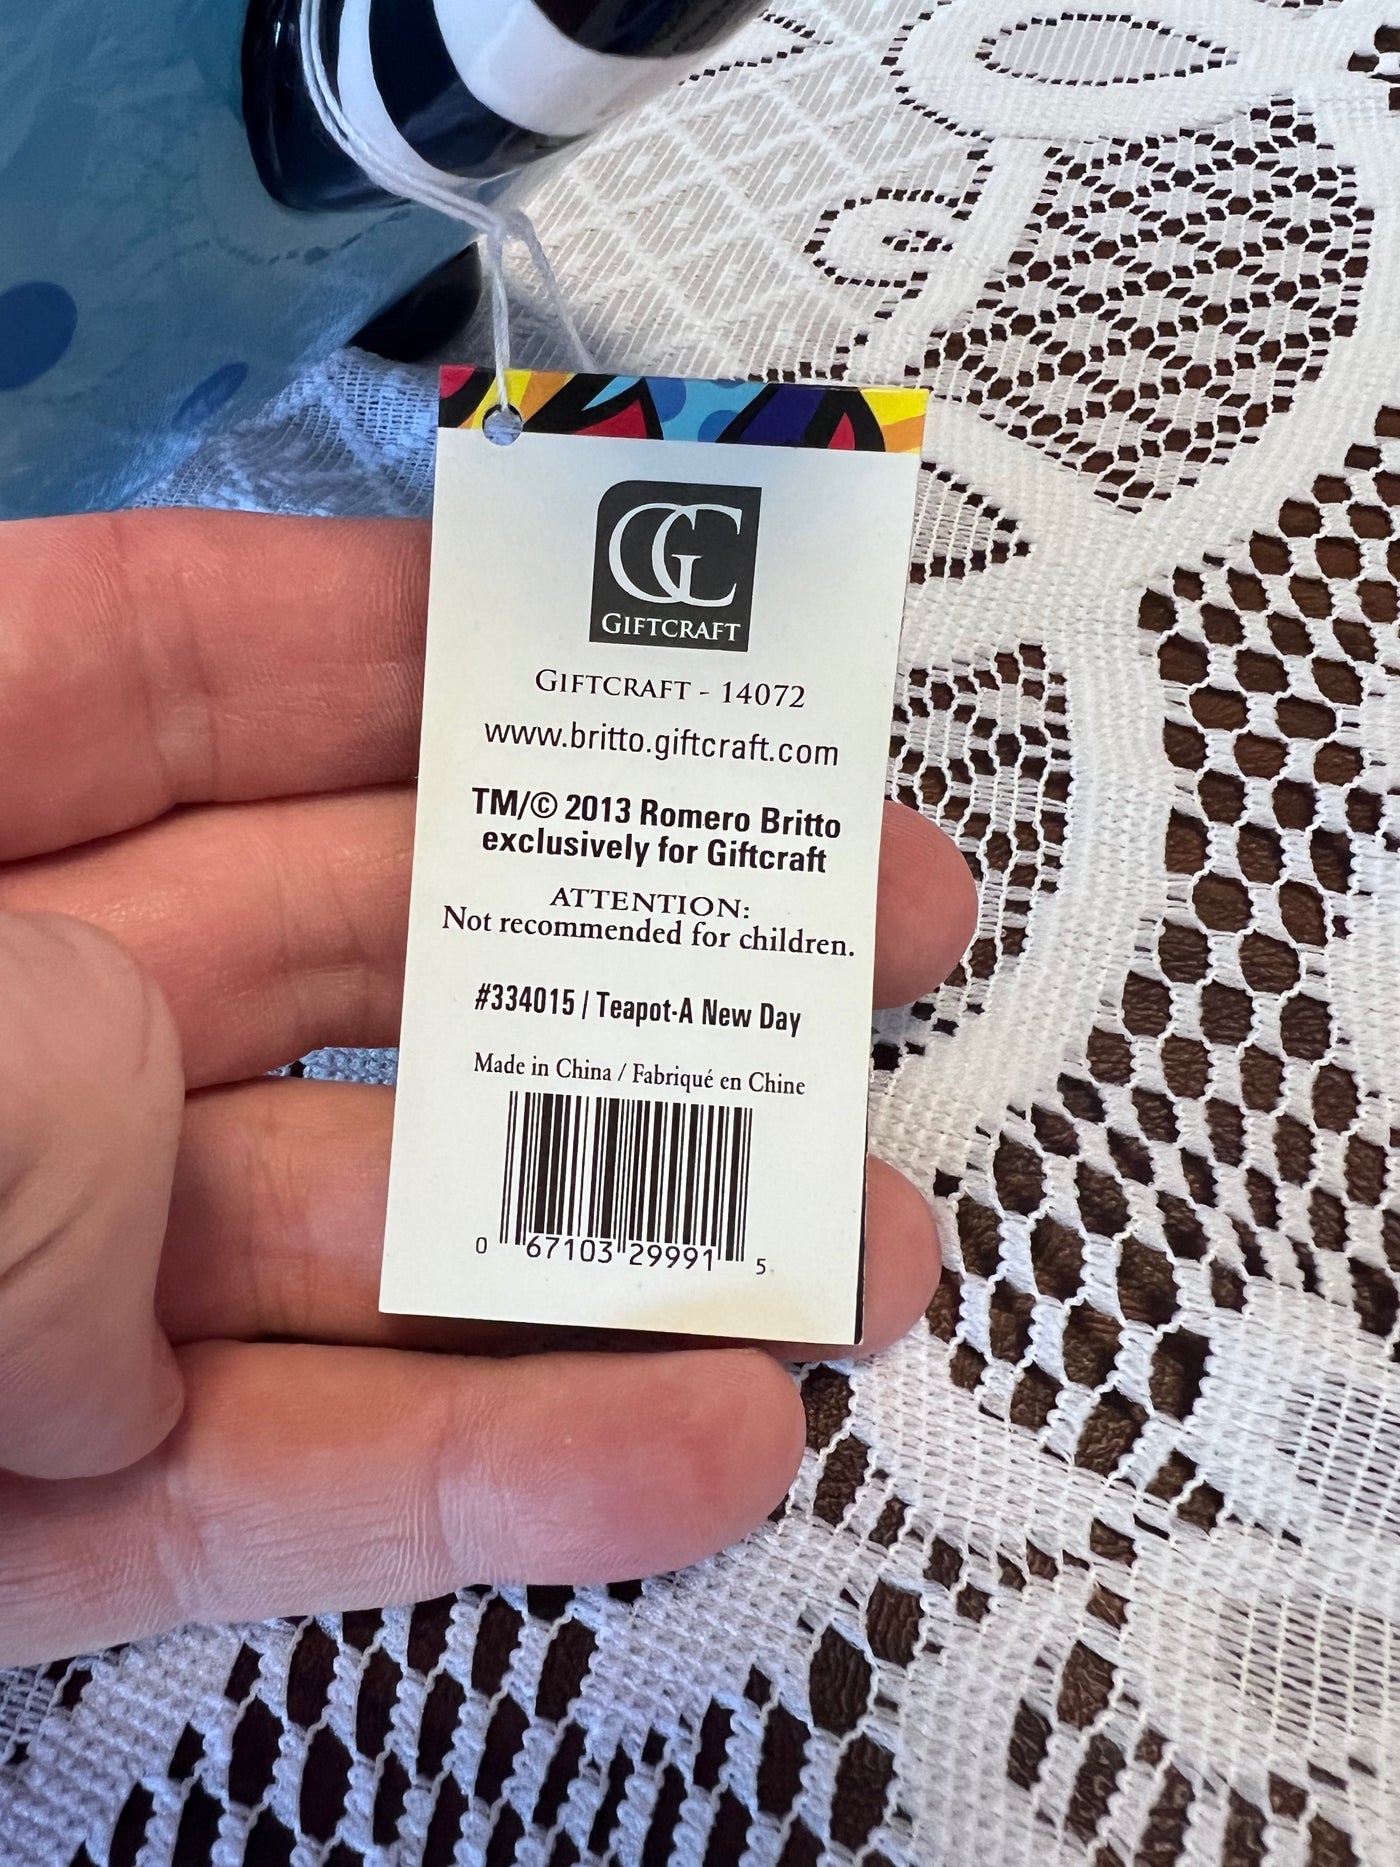 GC
GIFTCRAFT
GIFTCRAFT - 14072
www.britto.giftcraft.com
TM/© 2013 Romero Britto
exclusively for Giftcraft
ATTENTION:
Not recommended for children.
#334015 | Teapot-A New Day
Made in China / Fabriqué en Chine
0 67103 29991 5